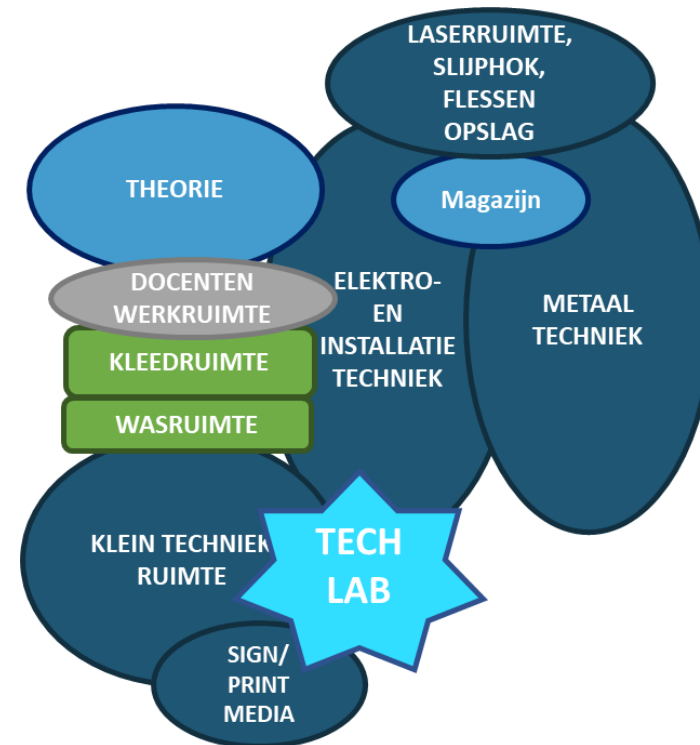 LASERRUIMTE,
SLIJPHOK,
FLESSEN
OPSLAG
THEORIE
Magazijn
DOCENTEN
WERKRUIMTE
ELEKTRO-
EN
INSTALLATIE
TECHNIEK
METAAL
TECHNIEK
KLEEDRUIMTE
WASRUIMTE
KLEIN TECHNIEK
RUIMTE
TECH
LAB
SIGN/
PRINT
MEDIA